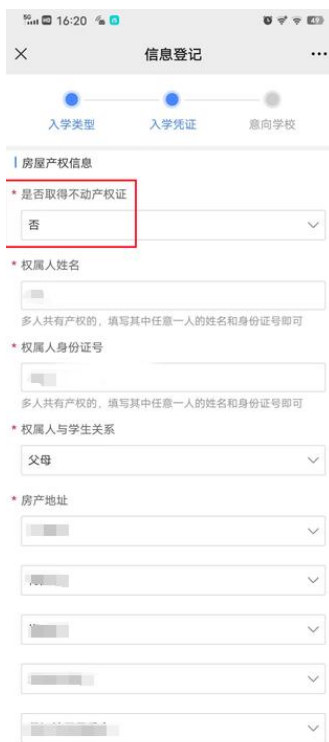 5G 16:20
信息登记
入学类型
入学凭证
意向学校
房屋产权信息
* 是否取得不动产权证
否
* 权属人姓名
多人共有产权的，填写其中任意一人的姓名和身份证号即可
* 权属人身份证号
多人共有产权的，填写其中任意一人的姓名和身份证号即可
* 权属人与学生关系
父母
* 房产地址